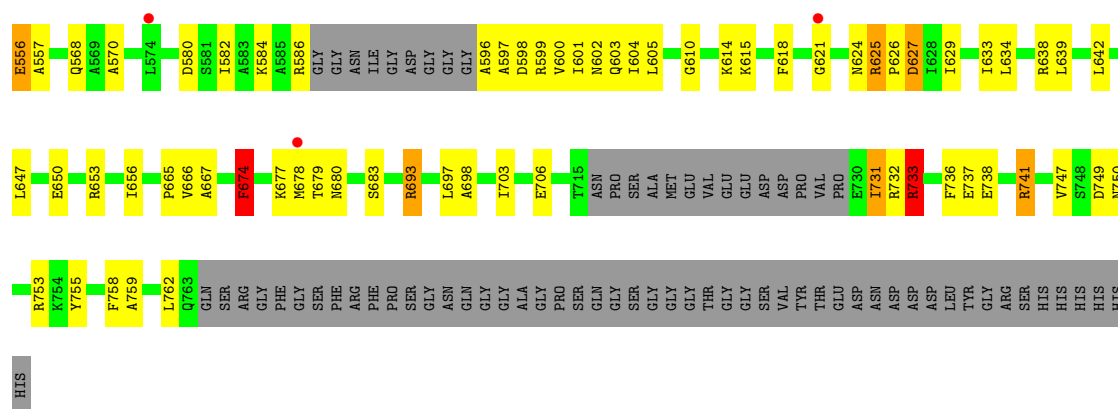 E556 A557 Q568 A569 A570 L574 D580 S581 I582 A583 K584 A585 R586 GLY GLY ASN ILE GLY ASP GLY GLY GLY A596 A597 D598 R599 V600 I601 N602 Q603 I604 L605 G610 K614 K615 F618 G621 N624 R625 P626 D627 I628 I629 I633 L634 R638 L639 L642
L647 E650 R653 I656 P665 V666 A667 F674 K677 M678 T679 N680 S683 R693 L697 A698 I703 E706 T715 ASN PRO SER ALA MET GLU VAL GLU GLU ASP ASP PRO VAL PRO E730 I731 R732 R733 F736 E737 E738 R741 V747 S748 D749 N750
R753 K754 Y755 F758 A759 L762 Q763 GLN SER ARG GLY PHE GLY SER PHE ARG PHE PRO SER GLY ASN GLN GLY GLY ALA GLY PRO SER GLN GLY SER GLY GLY GLY THR GLY GLY SER VAL TYR THR GLU ASP ASN ASP ASP ASP LEU TYR GLY ARG SER HIS HIS HIS HIS HIS
HIS